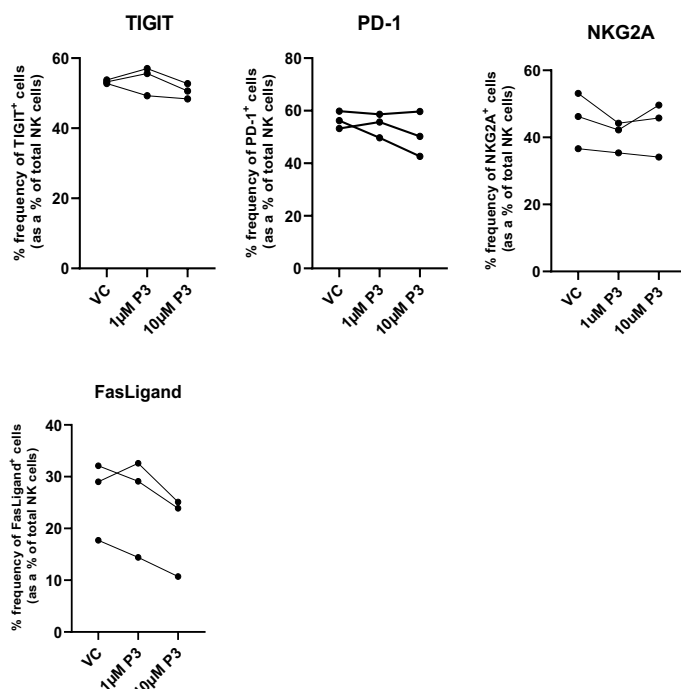 TIGIT
% frequency of TIGIT⁺ cells
(as a % of total NK cells)
60
40
20
0
VC
1µM P3
10µM P3
PD-1
% frequency of PD-1⁺ cells
(as a % of total NK cells)
80
60
40
20
0
VC
1µM P3
10µM P3
NKG2A
% frequency of NKG2A⁺ cells
(as a % of total NK cells)
60
40
20
0
VC
1uM P3
10uM P3
FasLigand
% frequency of FasLigand⁺ cells
(as a % of total NK cells)
40
30
20
10
0
VC
1µM P3
10µM P3